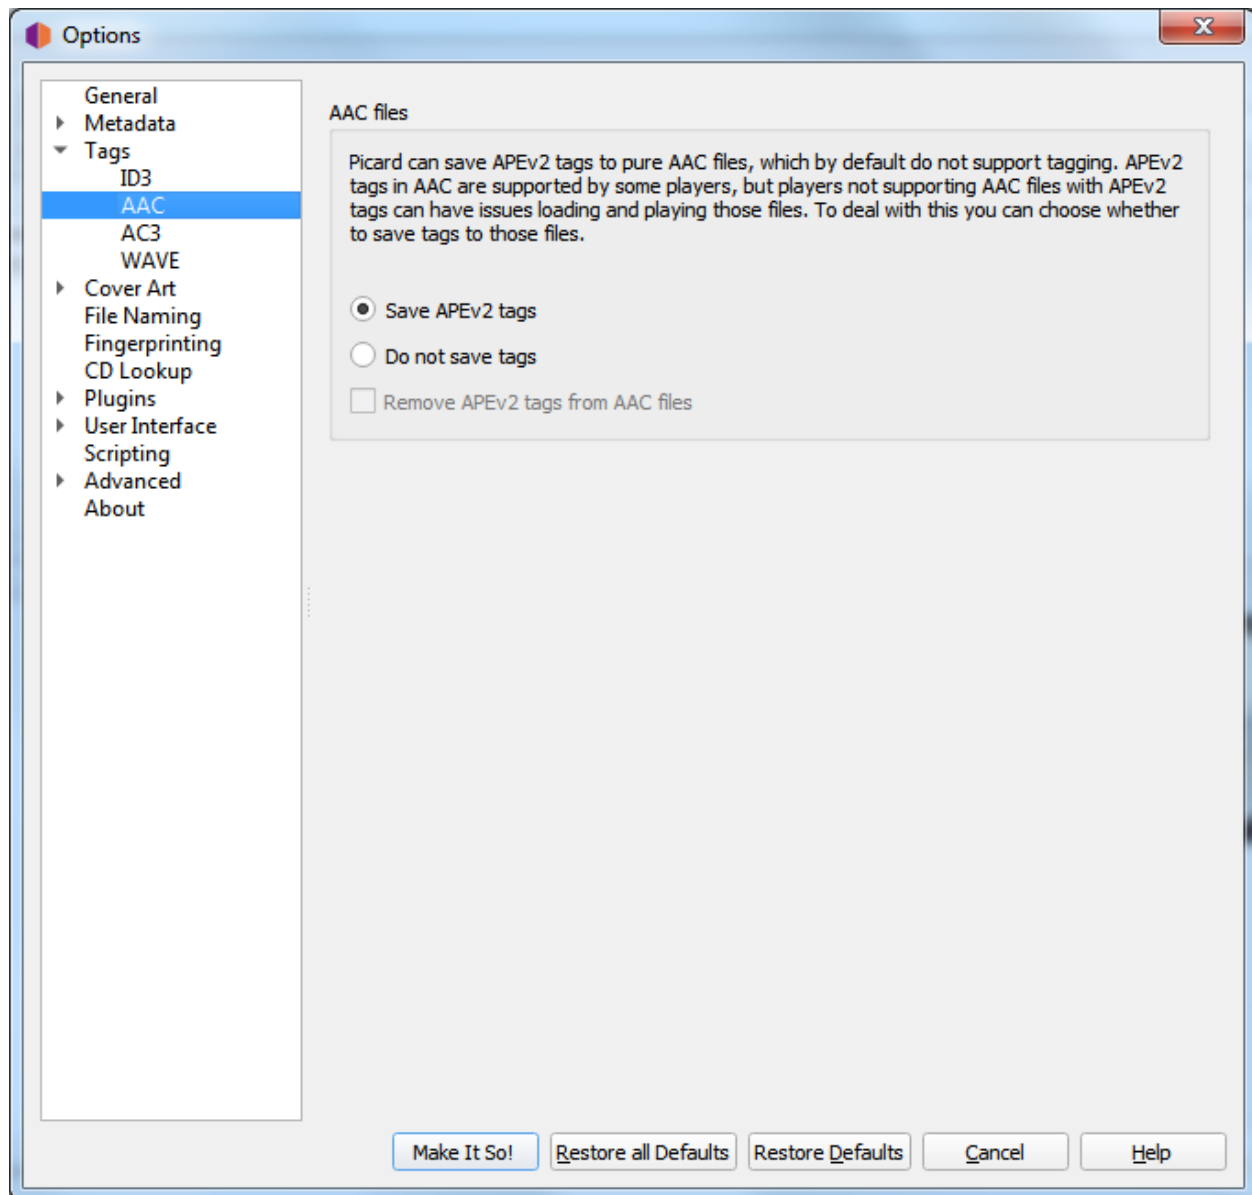 Options
General
Metadata
Tags
ID3
AAC
AC3
WAVE
Cover Art
File Naming
Fingerprinting
CD Lookup
Plugins
User Interface
Scripting
Advanced
About
AAC files
Picard can save APEv2 tags to pure AAC files, which by default do not support tagging. APEv2
tags in AAC are supported by some players, but players not supporting AAC files with APEv2
tags can have issues loading and playing those files. To deal with this you can choose whether
to save tags to those files.
Save APEv2 tags
Do not save tags
Remove APEv2 tags from AAC files
Make It So!
Restore all Defaults
Restore Defaults
Cancel
Help